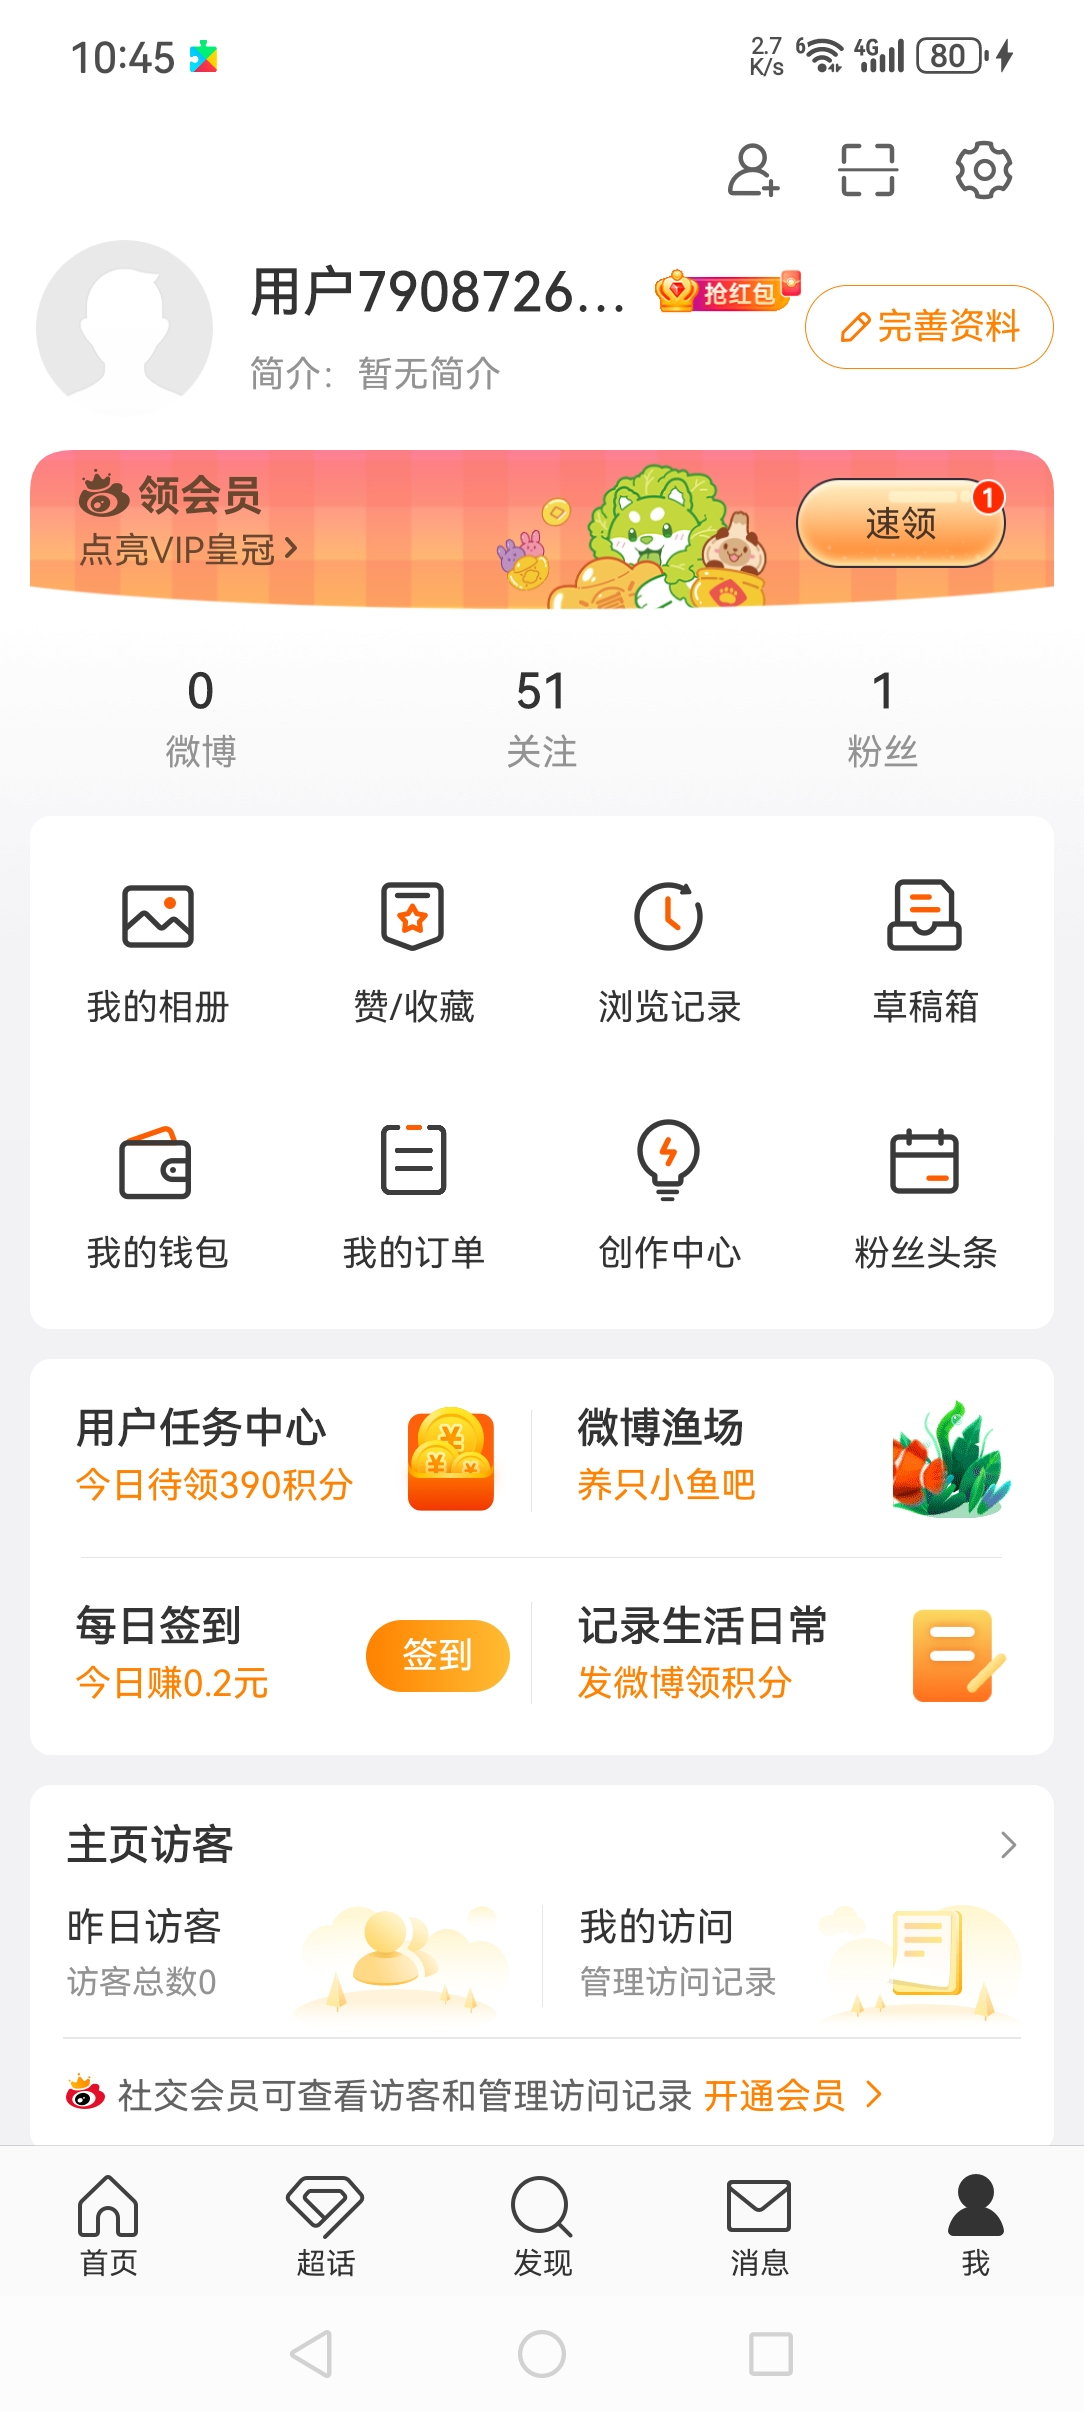 10:45
2.7
K/s
6
4G
80
用户7908726...
抢红包
完善资料
简介：暂无简介
领会员
点亮VIP皇冠
速领
1
0
51
1
微博
关注
粉丝
我的相册
赞/收藏
浏览记录
草稿箱
我的钱包
我的订单
创作中心
粉丝头条
用户任务中心
今日待领390积分
微博渔场
养只小鱼吧
每日签到
今日赚0.2元
签到
记录生活日常
发微博领积分
主页访客
昨日访客
访客总数0
我的访问
管理访问记录
社交会员可查看访客和管理访问记录 开通会员
首页
超话
发现
消息
我